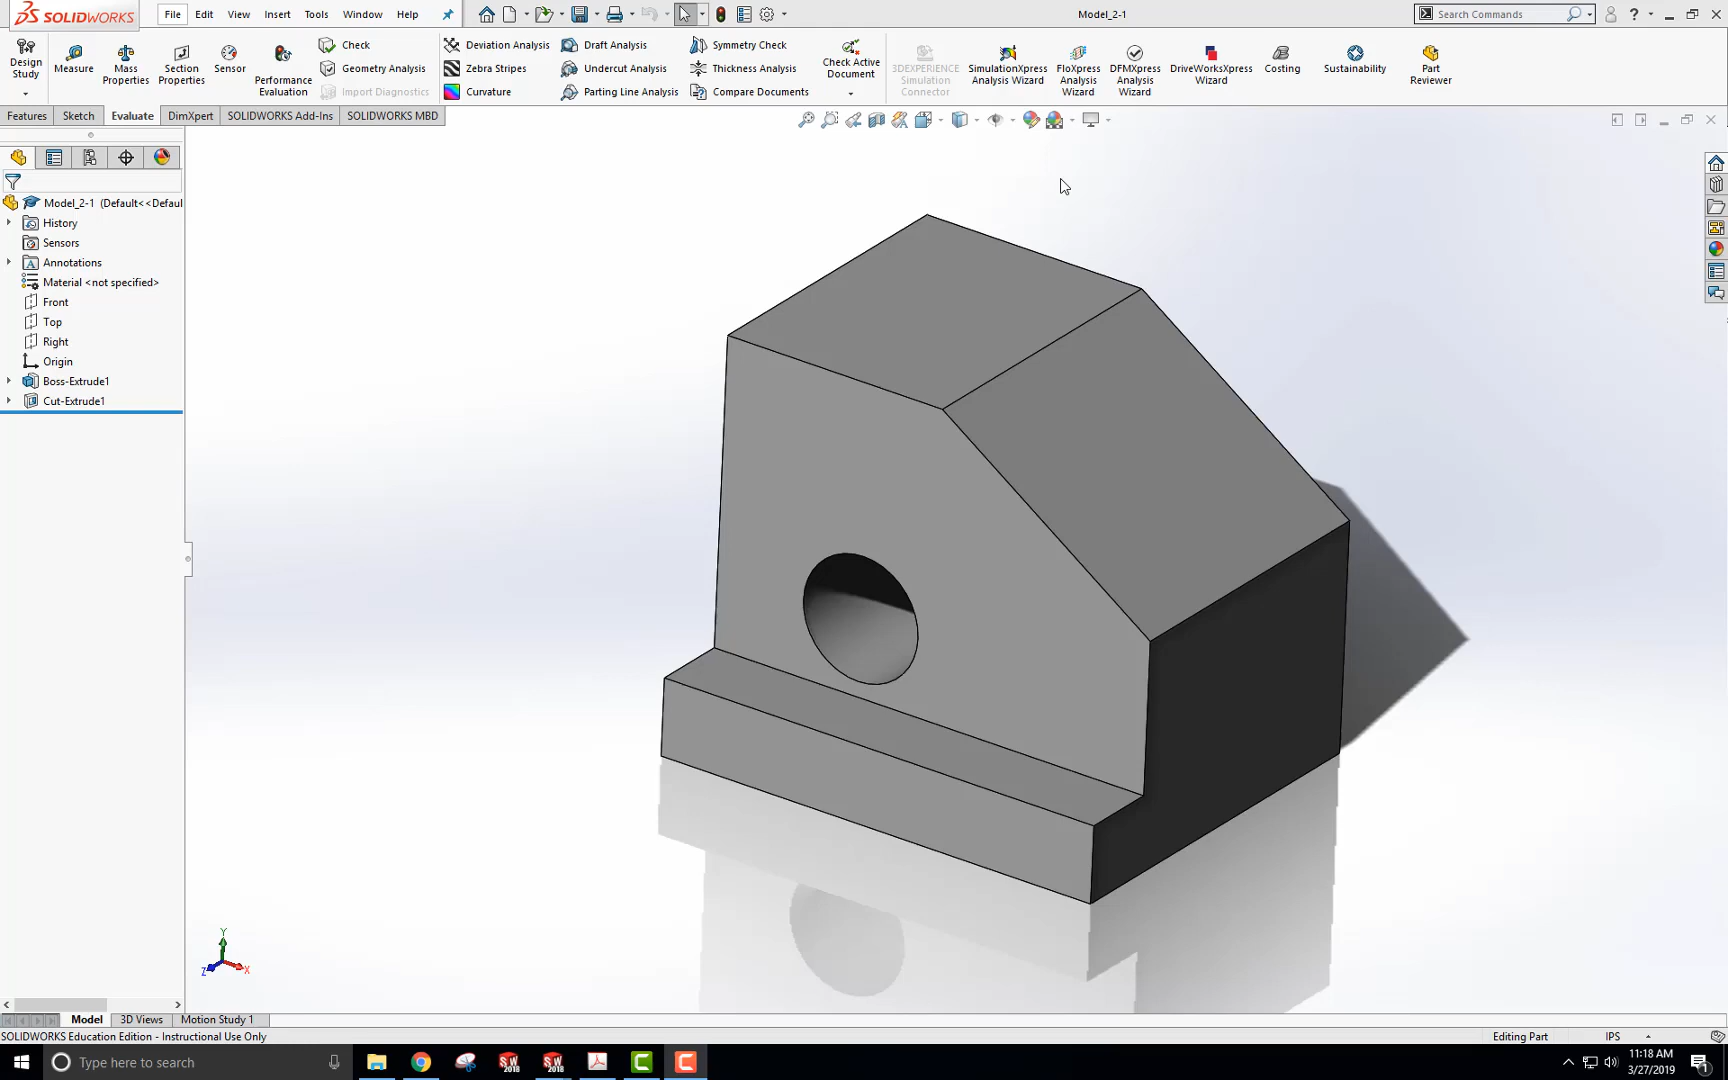 SOLIDWORKS File Edit View Insert Tools Window Help Model_2-1 Search Commands ?
Design Study
Measure
Mass Properties
Section Properties
Sensor
Performance Evaluation
Check
Geometry Analysis
Import Diagnostics
Deviation Analysis
Zebra Stripes
Curvature
Draft Analysis
Undercut Analysis
Parting Line Analysis
Symmetry Check
Thickness Analysis
Compare Documents
Check Active Document
3DEXPERIENCE Simulation Connector
SimulationXpress Analysis Wizard
FloXpress Analysis Wizard
DFMXpress Analysis Wizard
DriveWorksXpress Wizard
Costing
Sustainability
Part Reviewer
Features Sketch Evaluate DimXpert SOLIDWORKS Add-Ins SOLIDWORKS MBD
Model_2-1 (Default<<Defaul
History
Sensors
Annotations
Material <not specified>
Front
Top
Right
Origin
Boss-Extrude1
Cut-Extrude1
Y
Z X
Model 3D Views Motion Study 1
SOLIDWORKS Education Edition - Instructional Use Only Editing Part IPS
Type here to search
SW 2018
SW 2018
11:18 AM
3/27/2019
1